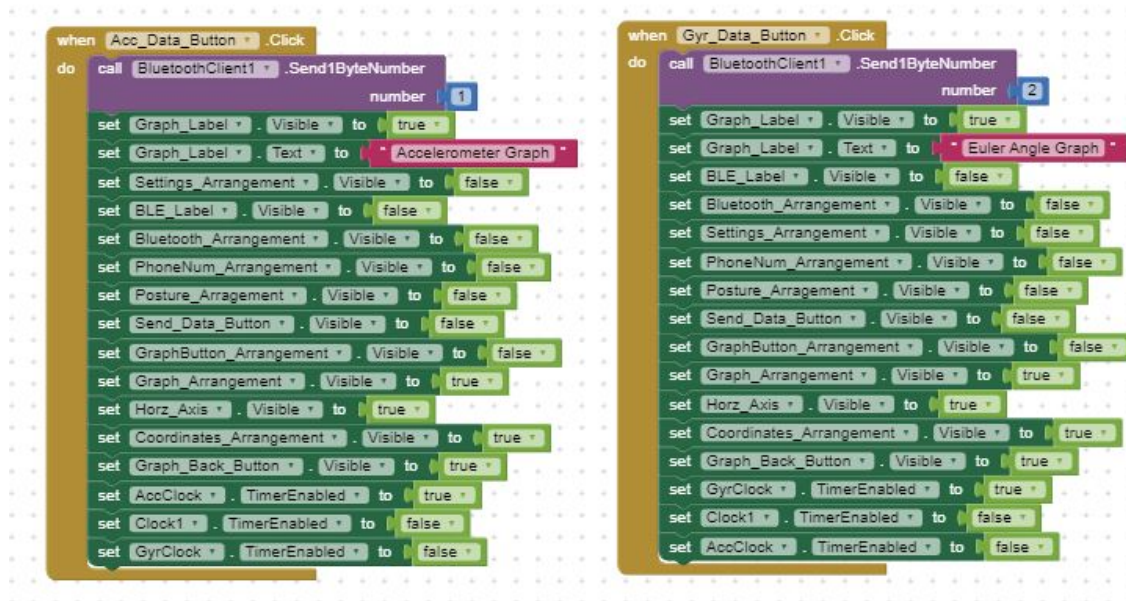 when Acc_Data_Button .Click
do call BluetoothClient1 .Send1ByteNumber
number 1
set Graph_Label . Visible to true
set Graph_Label . Text to " Accelerometer Graph "
set Settings_Arrangement . Visible to false
set BLE_Label . Visible to false
set Bluetooth_Arrangement . Visible to false
set PhoneNum_Arrangement . Visible to false
set Posture_Arragement . Visible to false
set Send_Data_Button . Visible to false
set GraphButton_Arrangement . Visible to false
set Graph_Arrangement . Visible to true
set Horz_Axis . Visible to true
set Coordinates_Arrangement . Visible to true
set Graph_Back_Button . Visible to true
set AccClock . TimerEnabled to true
set Clock1 . TimerEnabled to false
set GyrClock . TimerEnabled to false
when Gyr_Data_Button .Click
do call BluetoothClient1 .Send1ByteNumber
number 2
set Graph_Label . Visible to true
set Graph_Label . Text to " Euler Angle Graph "
set BLE_Label . Visible to false
set Bluetooth_Arrangement . Visible to false
set Settings_Arrangement . Visible to false
set PhoneNum_Arrangement . Visible to false
set Posture_Arragement . Visible to false
set Send_Data_Button . Visible to false
set GraphButton_Arrangement . Visible to false
set Graph_Arrangement . Visible to true
set Horz_Axis . Visible to true
set Coordinates_Arrangement . Visible to true
set Graph_Back_Button . Visible to true
set GyrClock . TimerEnabled to true
set Clock1 . TimerEnabled to false
set AccClock . TimerEnabled to false